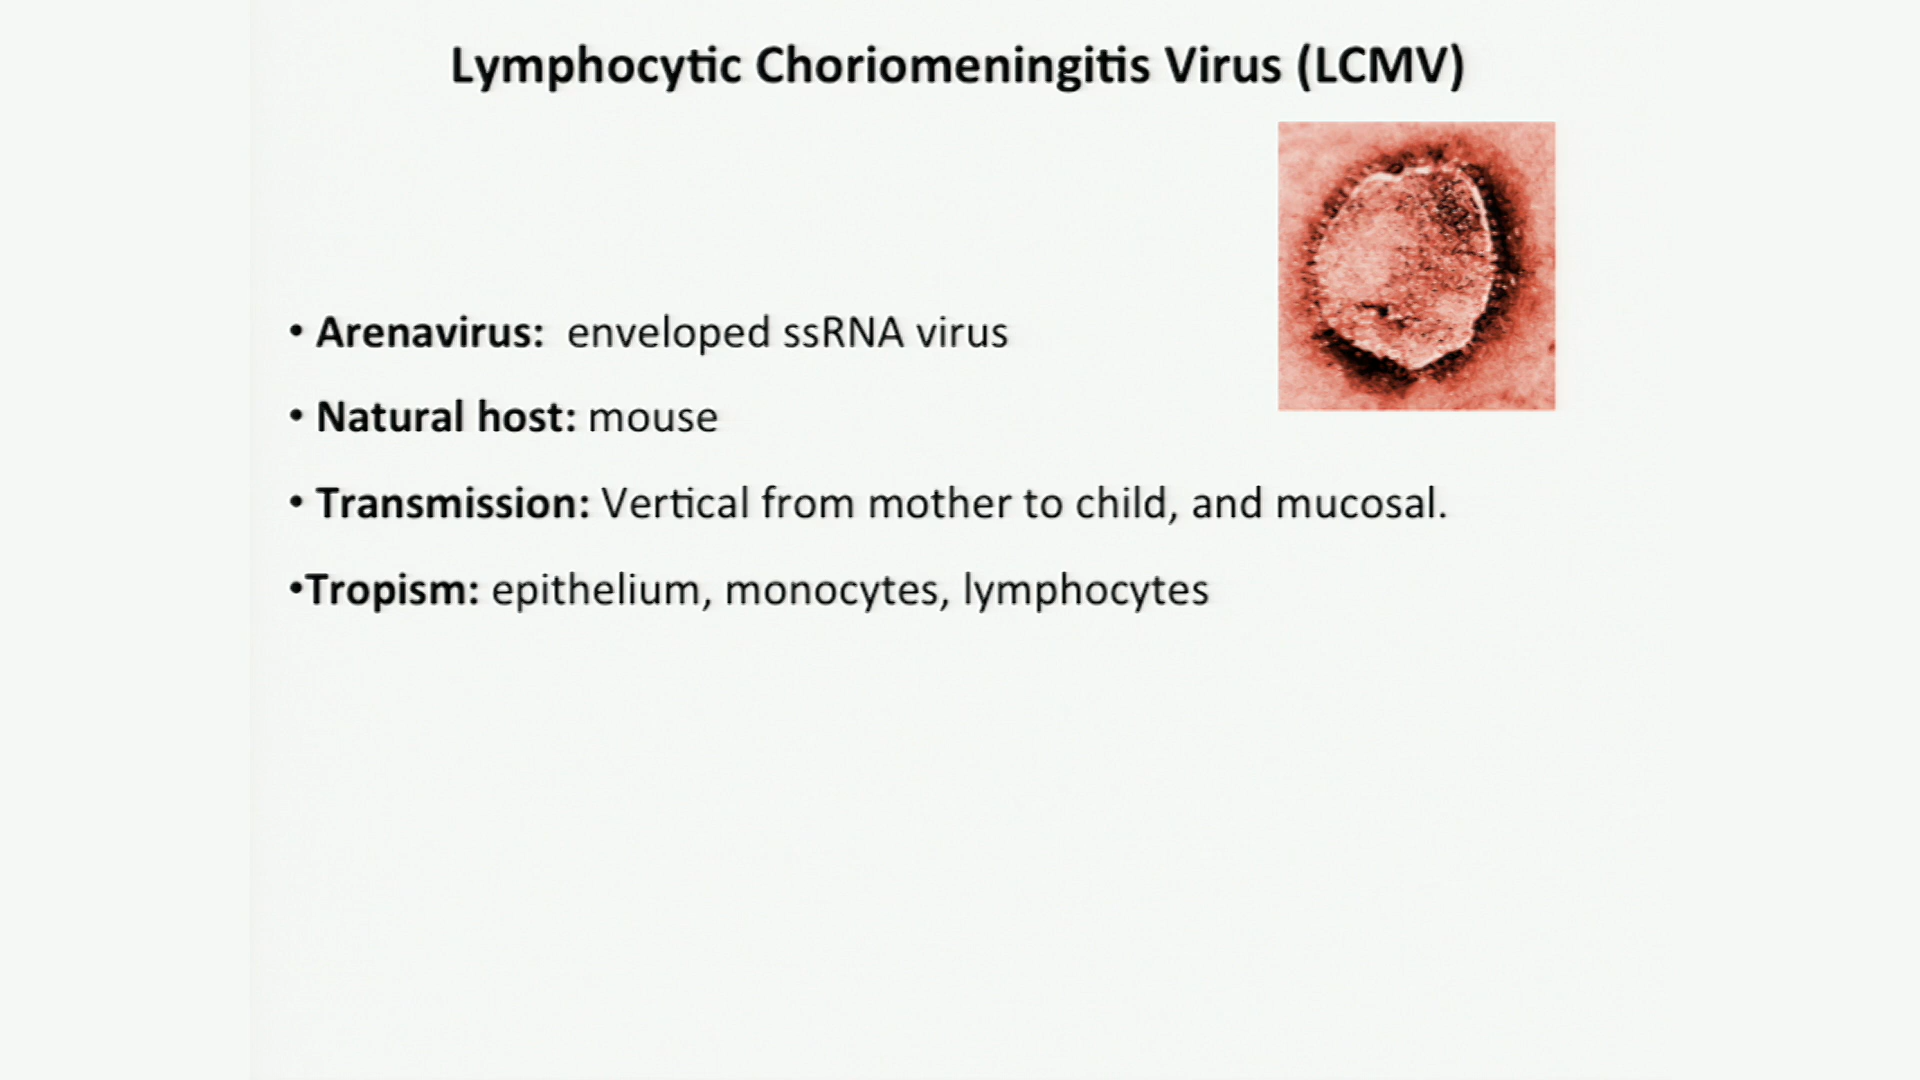 Lymphocytic Choriomeningitis Virus (LCMV)
• Arenavirus: enveloped ssRNA virus
• Natural host: mouse
• Transmission: Vertical from mother to child, and mucosal.
•Tropism: epithelium, monocytes, lymphocytes